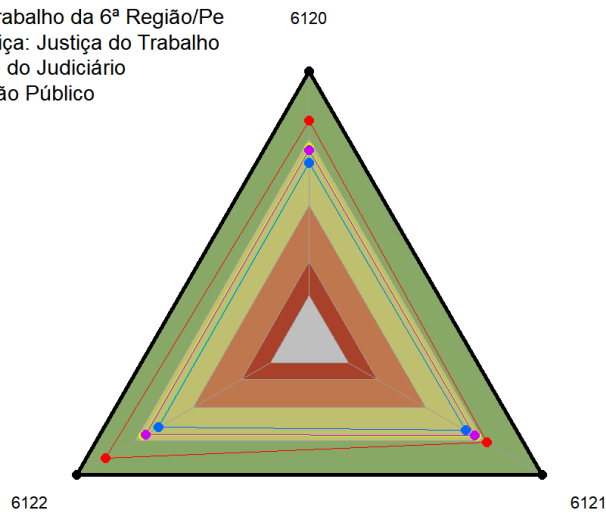 rabalho da 6ª Região/Pe
iça: Justiça do Trabalho
do Judiciário
ão Público
6120
6122
6121